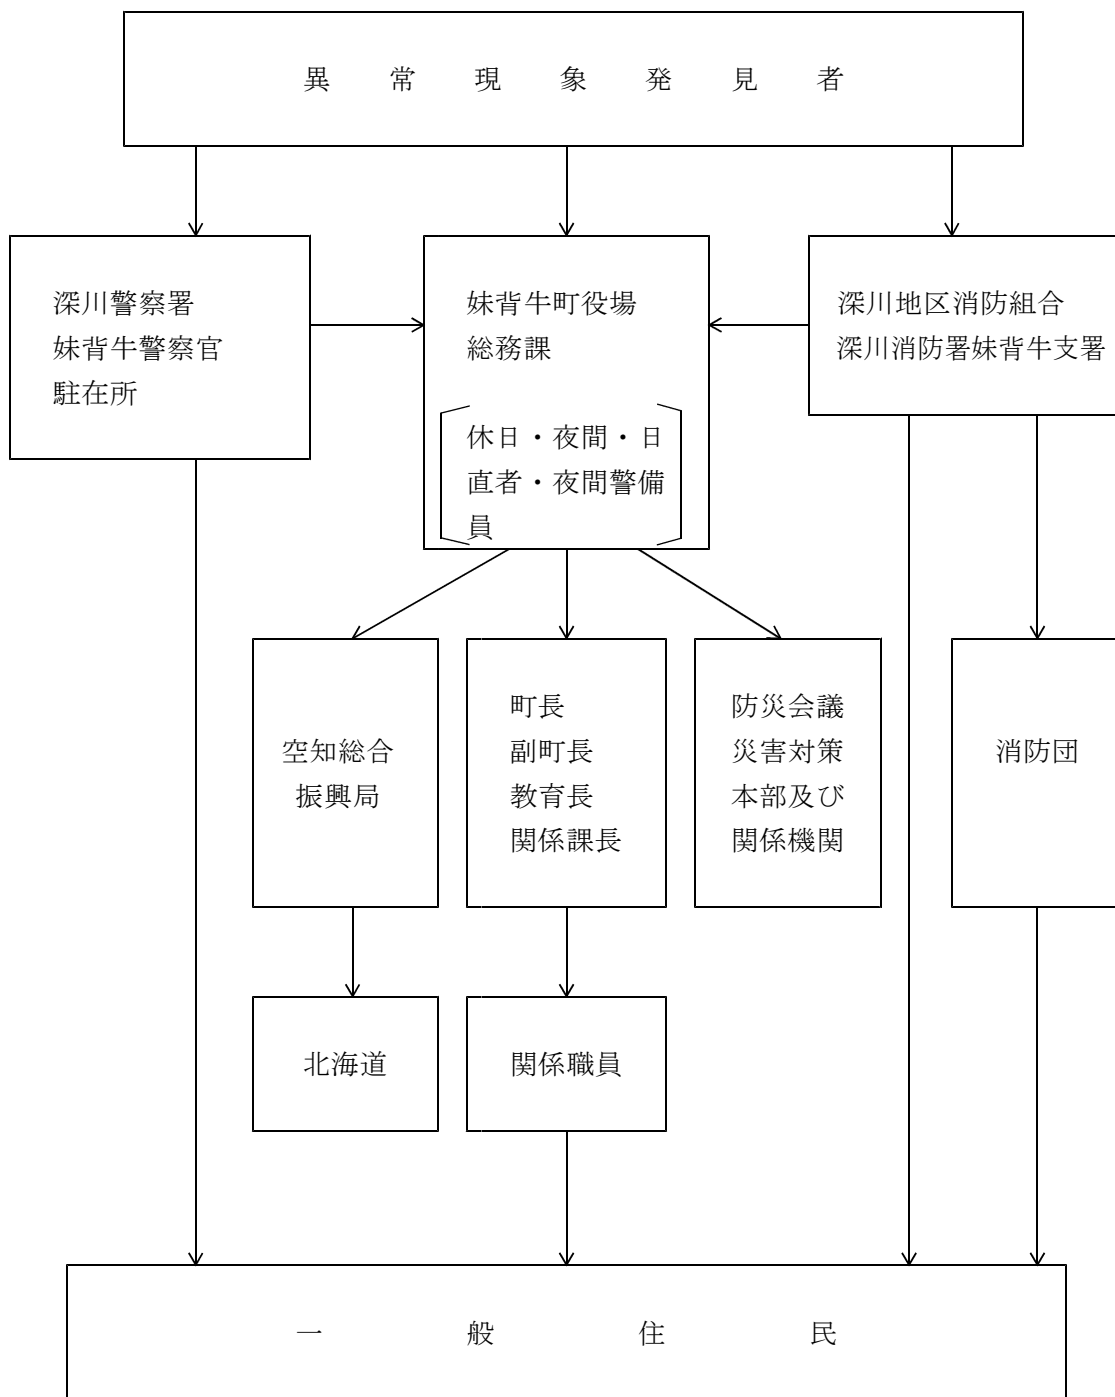 異常現象発見者
深川警察署
妹背牛警察官
駐在所
妹背牛町役場
総務課
休日・夜間・日
直者・夜間警備
員
深川地区消防組合
深川消防署妹背牛支署
空知総合
振興局
町長
副町長
教育長
関係課長
防災会議
災害対策
本部及び
関係機関
消防団
北海道
関係職員
一般住民